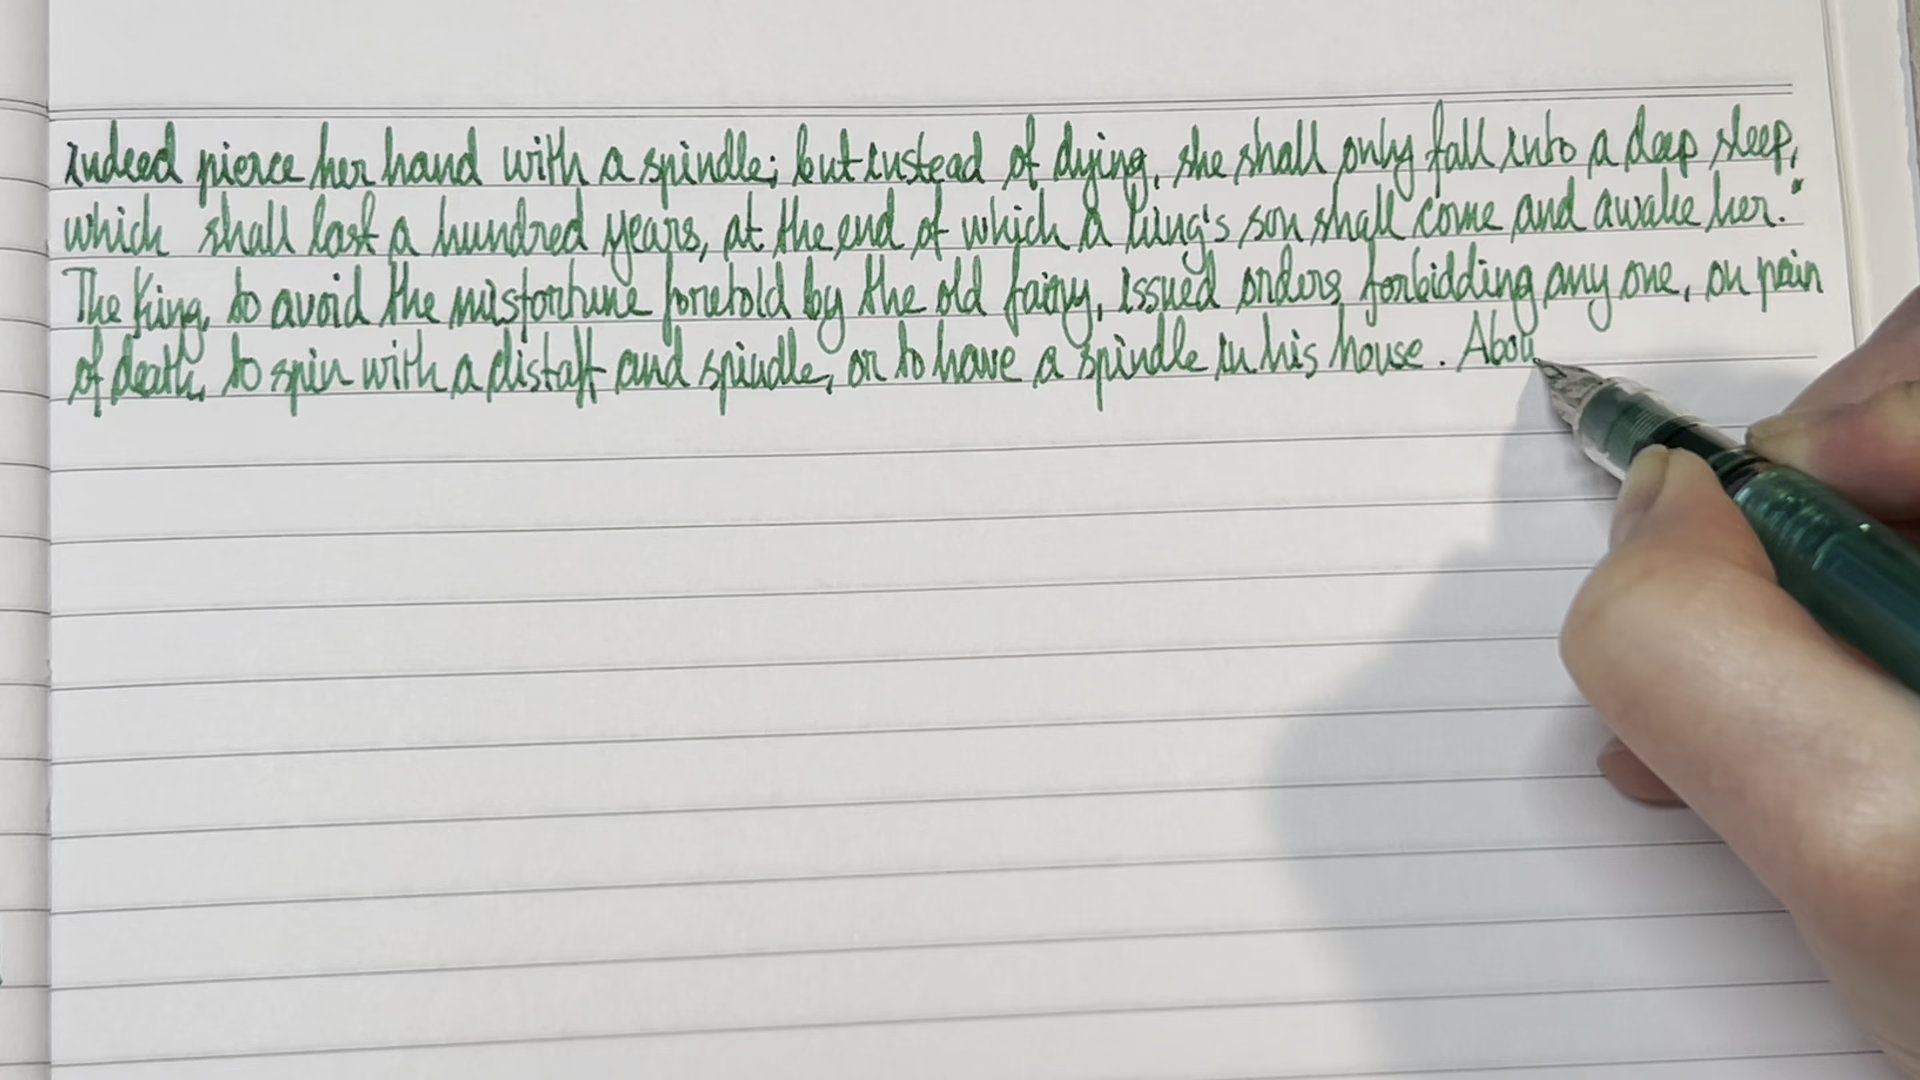 indeed pierce her hand with a spindle; but instead of dying, she shall only fall into a deep sleep,
which shall last a hundred years, at the end of which a king's son shall come and awake her."
The king, to avoid the misfortune foretold by the old fairy, issued orders forbidding any one, on pain
of death, to spin with a distaff and spindle, or to have a spindle in his house. Abou